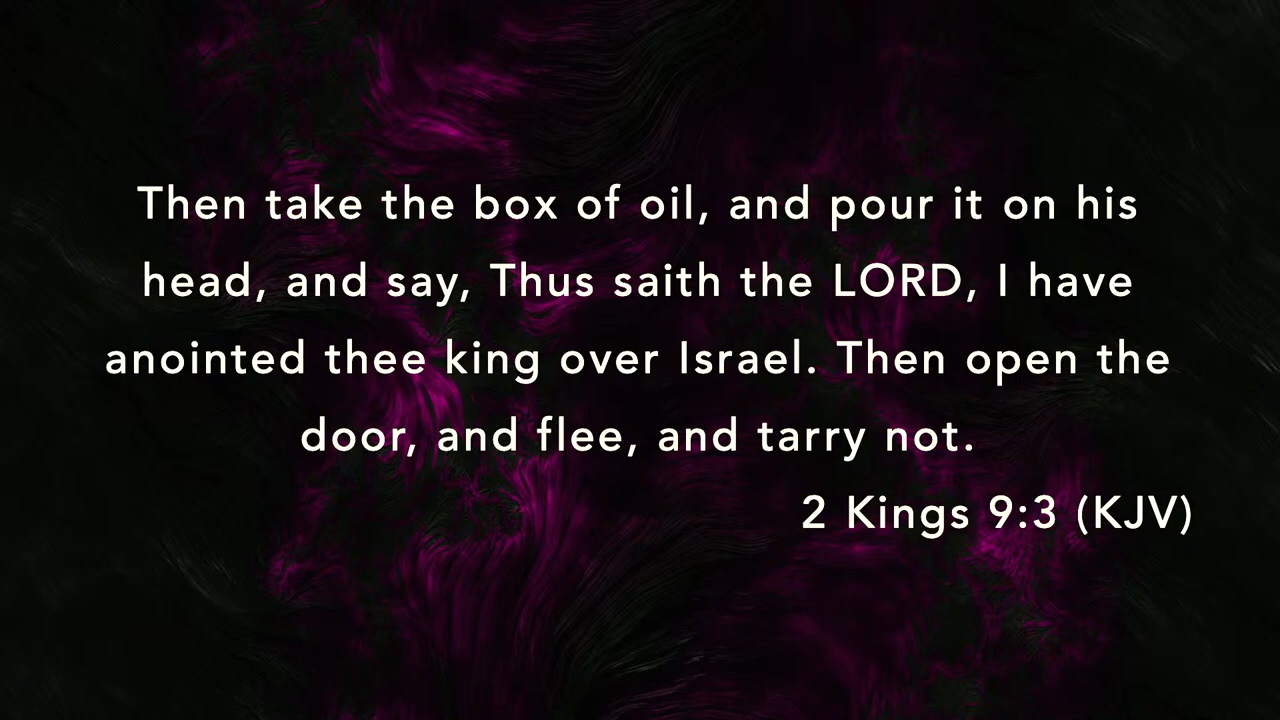 Then take the box of oil, and pour it on his
head, and say, Thus saith the LORD, I have
anointed thee king over Israel. Then open the
door, and flee, and tarry not.
2 Kings 9:3 (KJV)